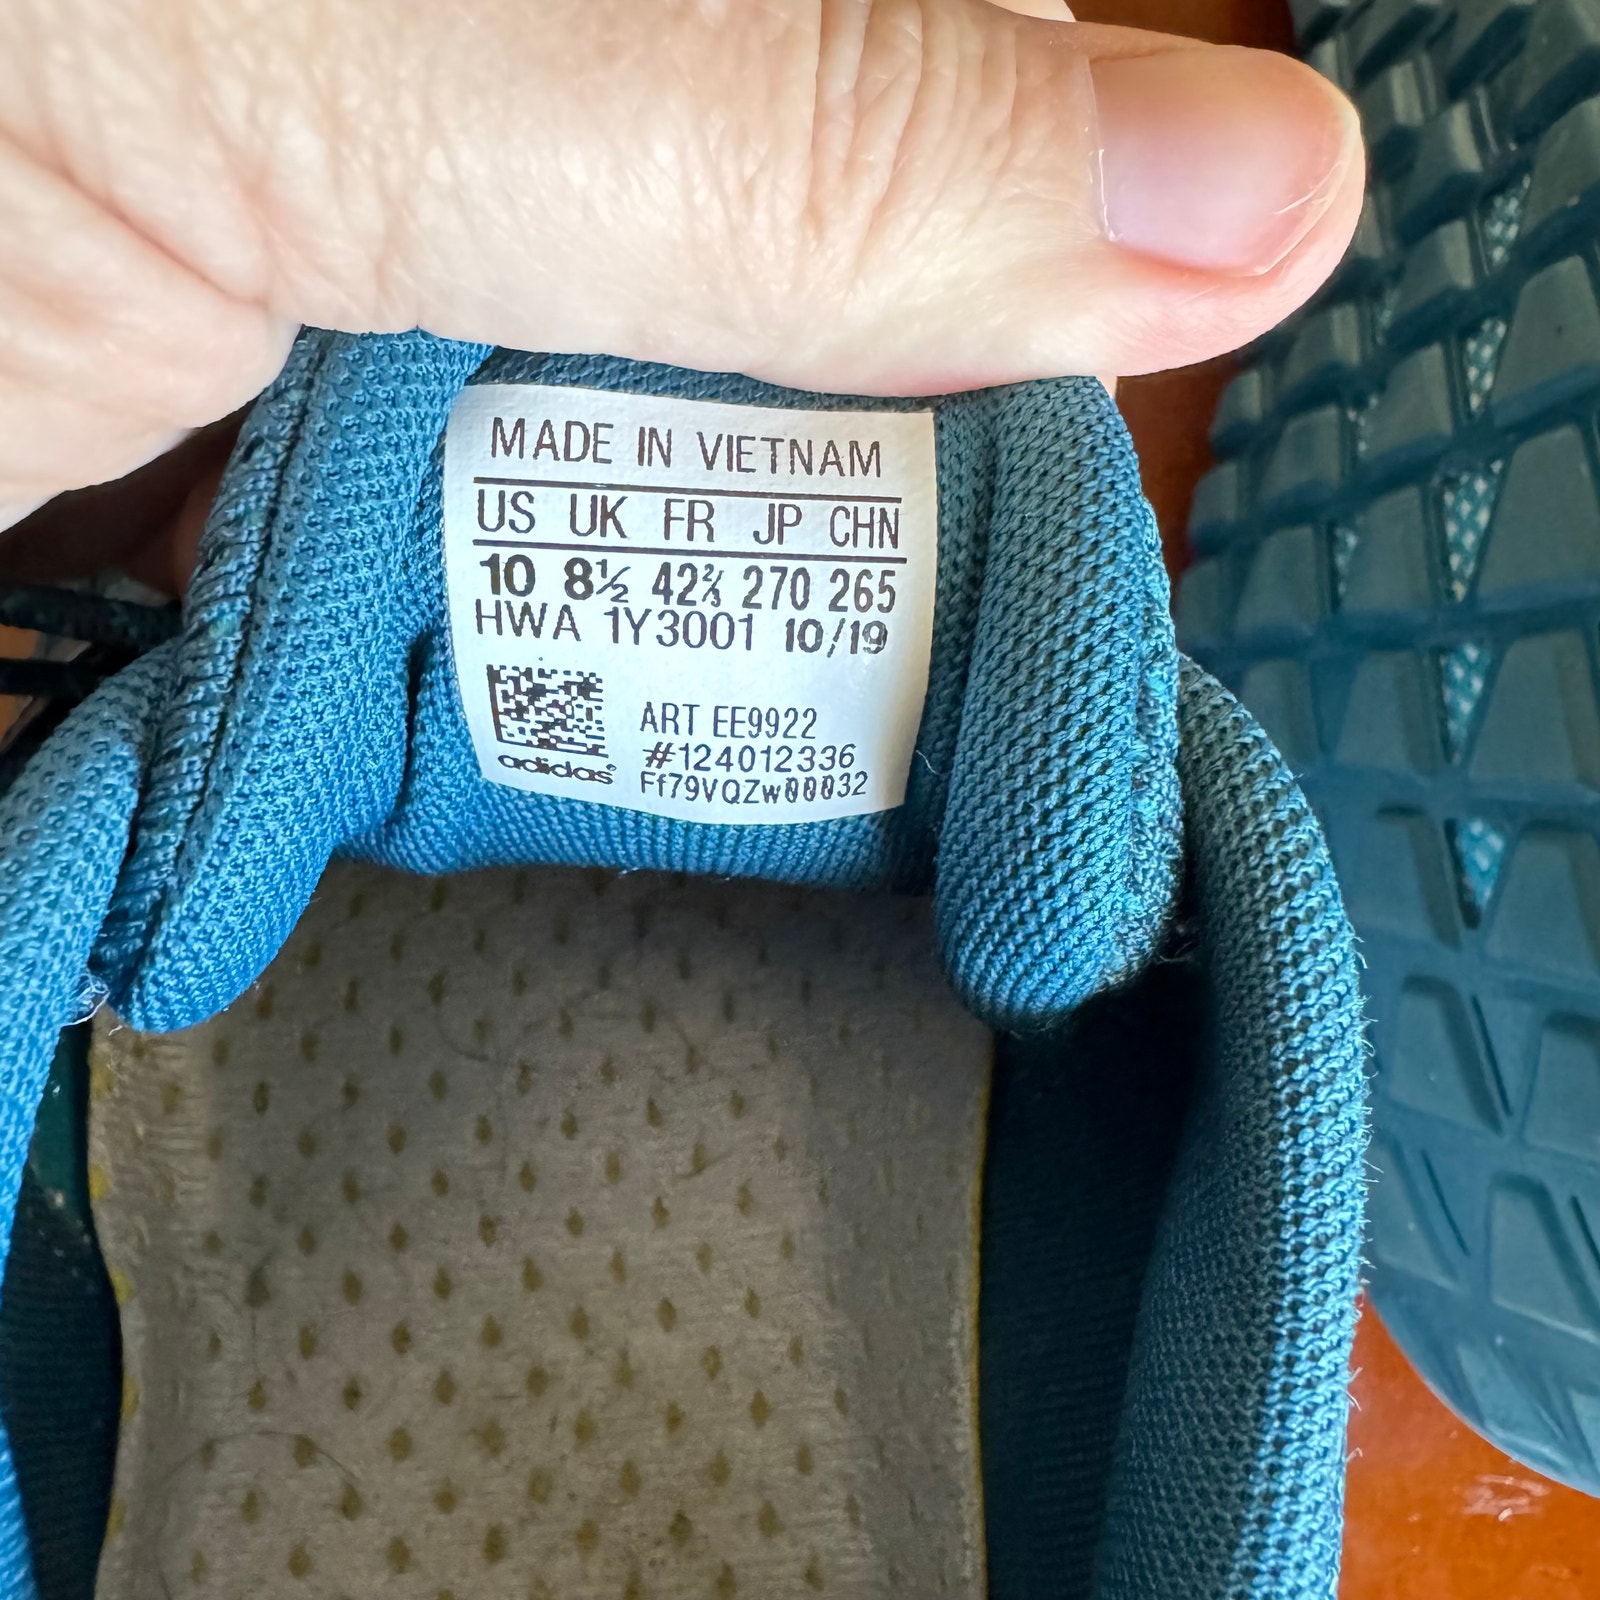 MADE IN VIETNAM
US UK FR JP CHN
10 8½ 42⅔ 270 265
HWA 1Y3001 10/19
ART EE9922
#124012336
adidas®
Ff79VQZw00032